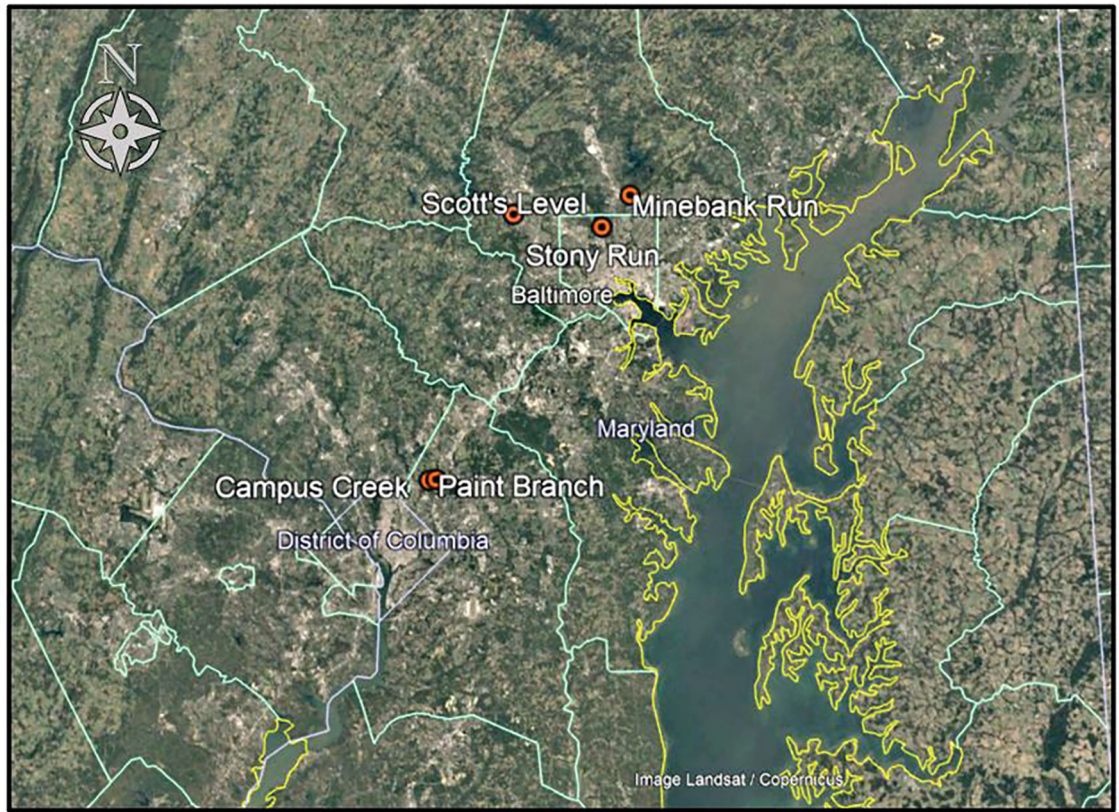 N
Scott's Level
Minebank Run
Stony Run
Baltimore
Maryland
Campus Creek
Paint Branch
District of Columbia
Image Landsat / Copernicus